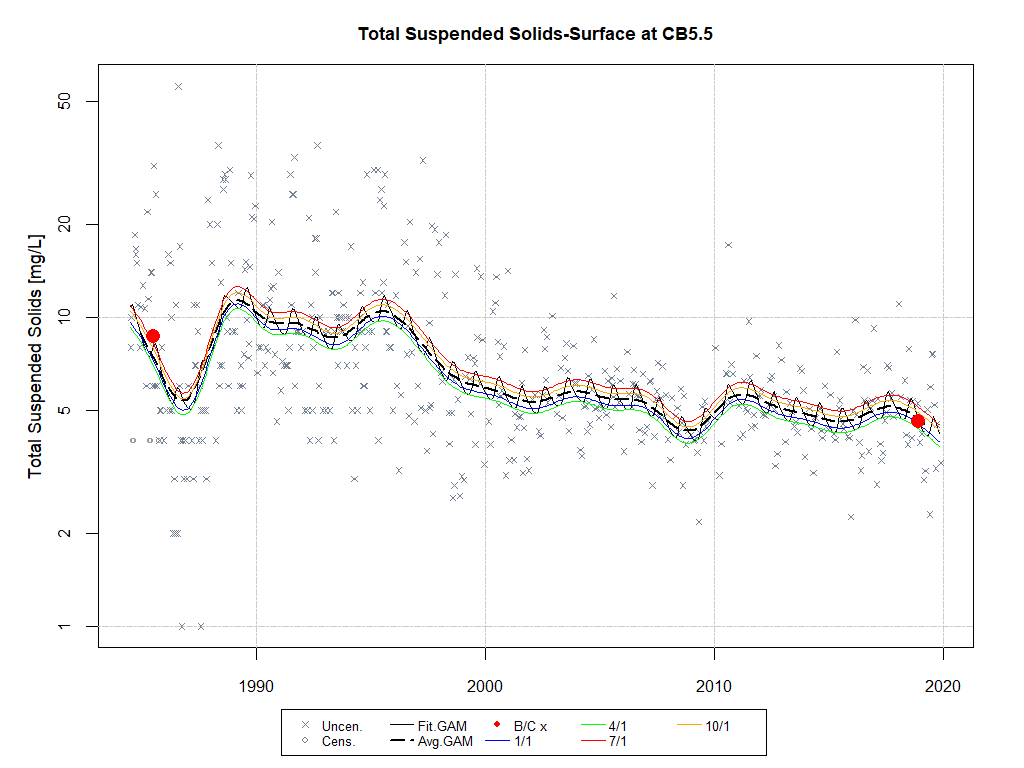 Total Suspended Solids-Surface at CB5.5
Total Suspended Solids [mg/L]
50
20
10
5
2
1
1990 2000 2010 2020
Uncen. Fit.GAM B/C x 4/1 10/1
Cens. Avg.GAM 1/1 7/1